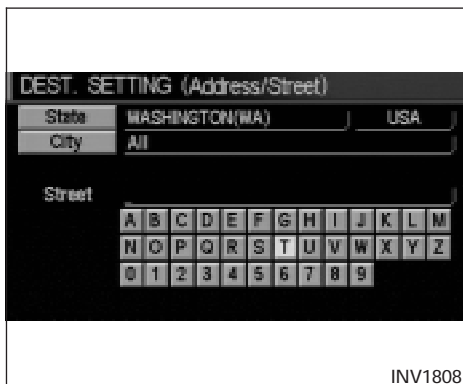 DEST. SETTING (Address/Street)
State WASHINGTON(WA) USA
City All
Street
A B C D E F G H I J K L M
N O P Q R S T U V W X Y Z
0 1 2 3 4 5 6 7 8 9
INV1808